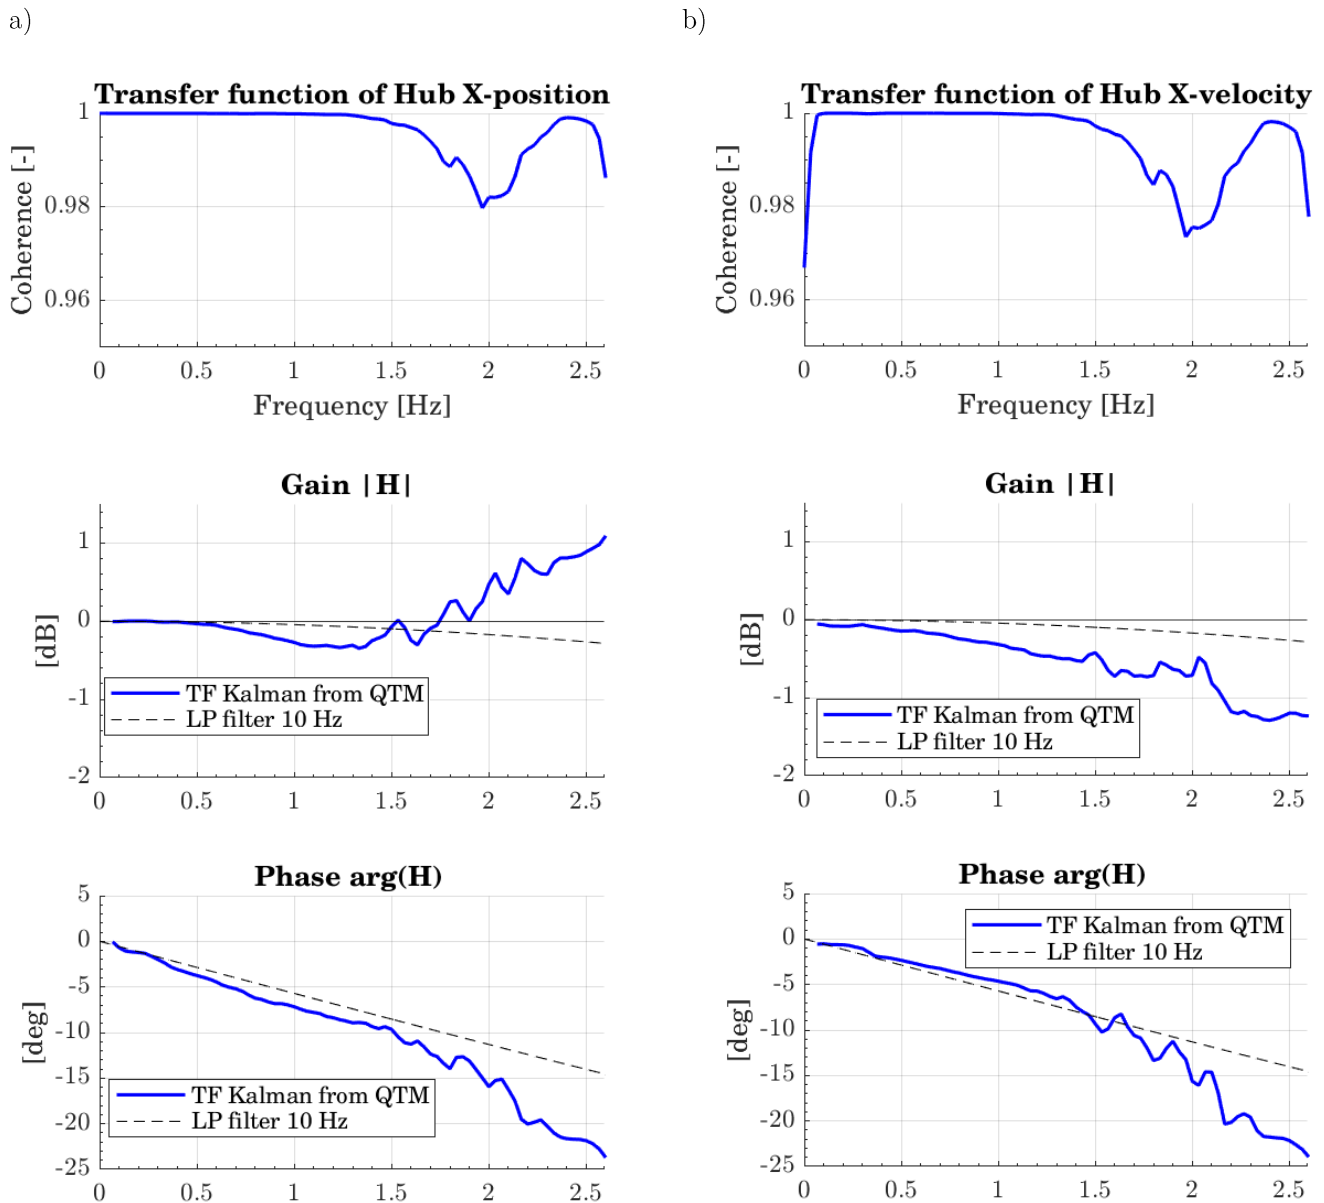 a)
Transfer function of Hub X-position
1
0.98
0.96
Coherence [-]
0 0.5 1 1.5 2 2.5
Frequency [Hz]
Gain |H|
1
0
-1
-2
[dB]
TF Kalman from QTM
LP filter 10 Hz
0 0.5 1 1.5 2 2.5
Phase arg(H)
5
0
-5
-10
-15
-20
-25
[deg]
TF Kalman from QTM
LP filter 10 Hz
0 0.5 1 1.5 2 2.5
b)
Transfer function of Hub X-velocity
1
0.98
0.96
Coherence [-]
0 0.5 1 1.5 2 2.5
Frequency [Hz]
Gain |H|
1
0
-1
-2
[dB]
TF Kalman from QTM
LP filter 10 Hz
0 0.5 1 1.5 2 2.5
Phase arg(H)
5
0
-5
-10
-15
-20
-25
[deg]
TF Kalman from QTM
LP filter 10 Hz
0 0.5 1 1.5 2 2.5